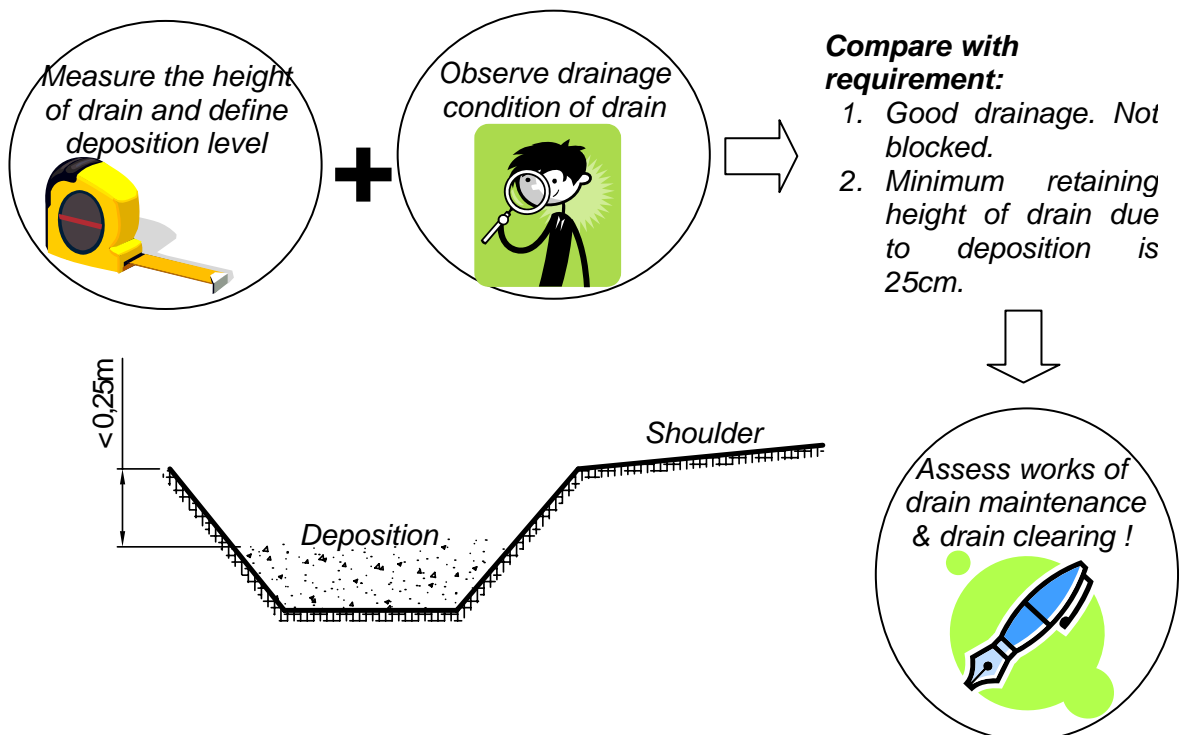 Measure the height
of drain and define
deposition level
Observe drainage
condition of drain
Compare with
requirement:
1. Good drainage. Not
blocked.
2. Minimum retaining
height of drain due
to deposition is
25cm.
<0,25m
Shoulder
Deposition
Assess works of
drain maintenance
& drain clearing !